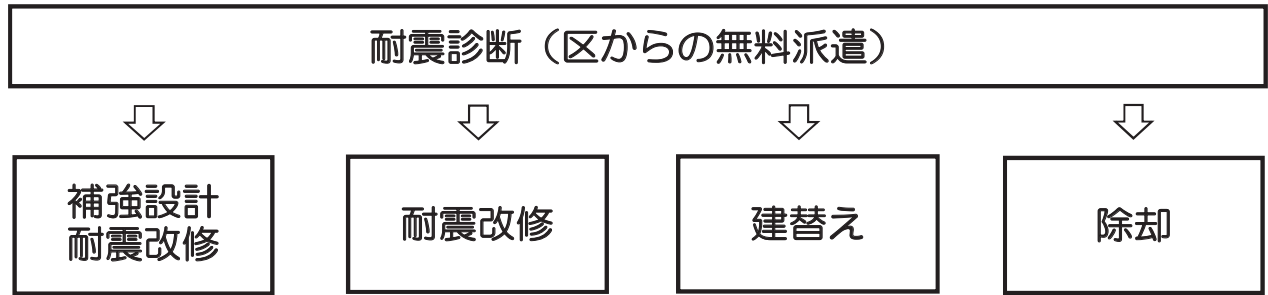 耐震診断（区からの無料派遣）
補強設計
耐震改修
耐震改修
建替え
除却